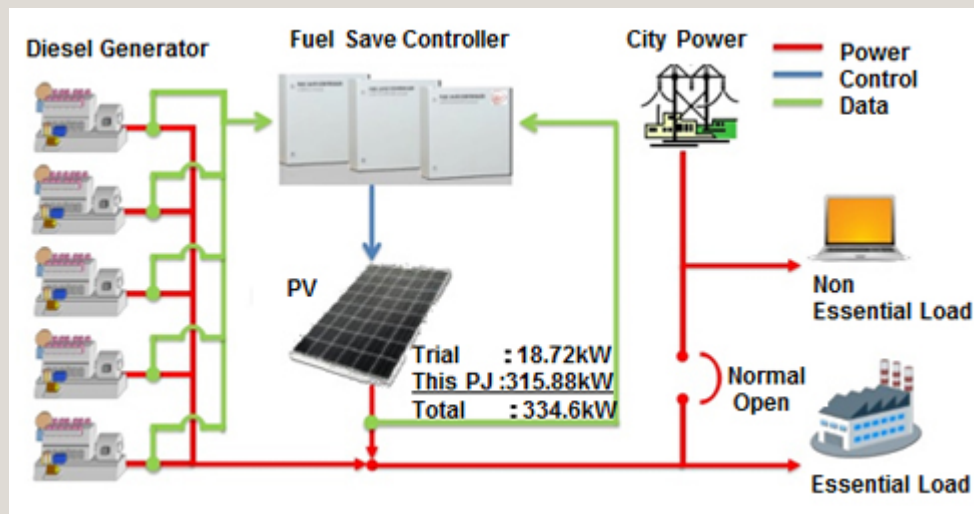 Diesel Generator
Fuel Save Controller
City Power
Power
Control
Data
PV
Trial : 18.72kW
This PJ :315.88kW
Total : 334.6kW
Non
Essential Load
Normal
Open
Essential Load